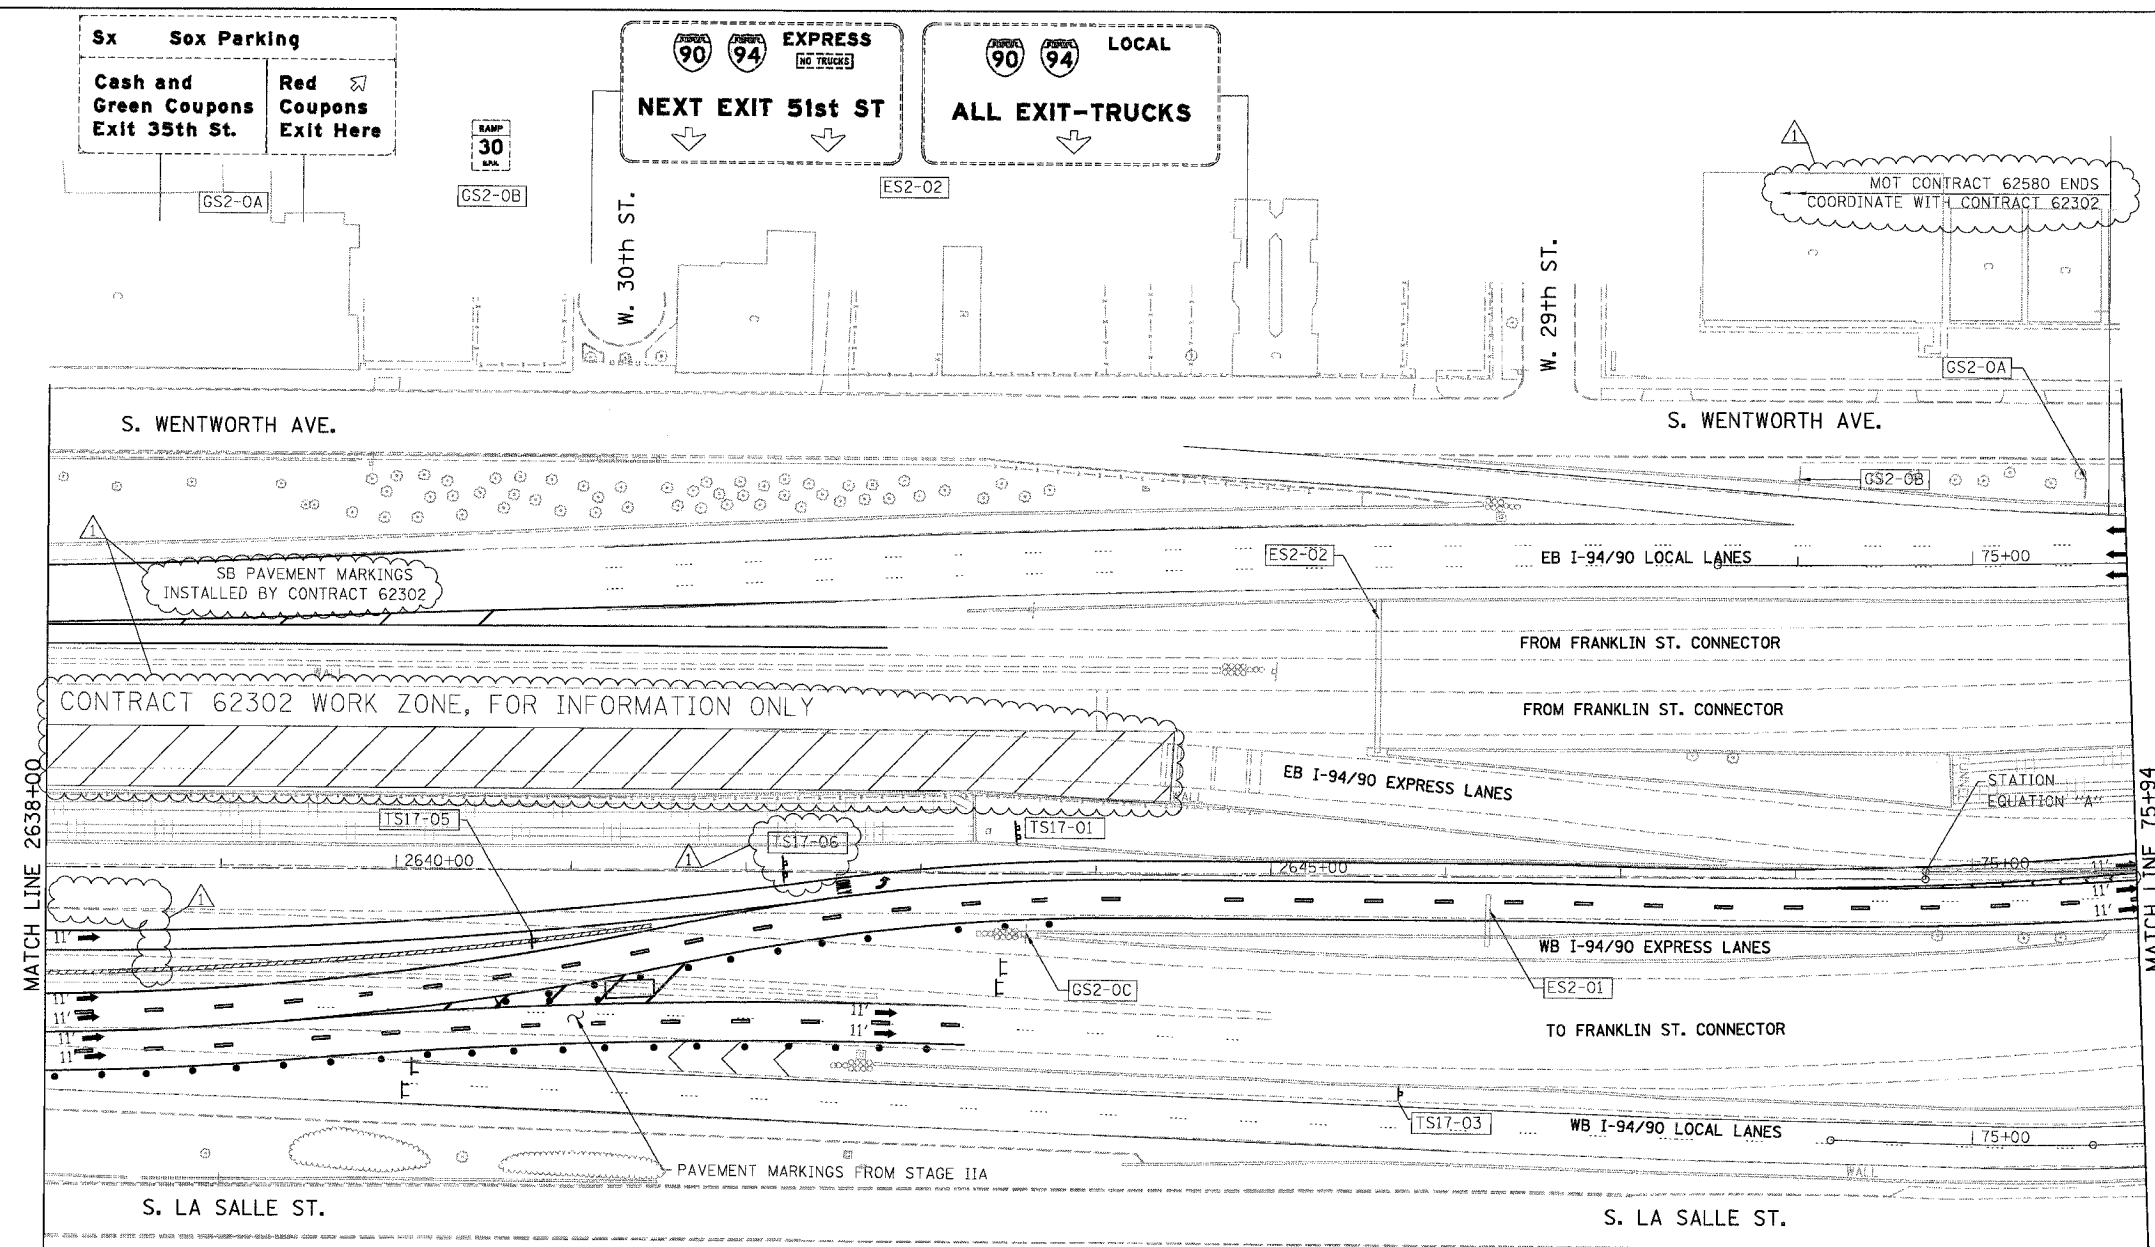 Sx Sox Parking
Cash and
Green Coupons
Exit 35th St.
Red
Coupons
Exit Here
GS2-0A
RAMP
30
M.P.H.
GS2-0B
90 94 EXPRESS
NO TRUCKS
NEXT EXIT 51st ST
90 94 LOCAL
ALL EXIT-TRUCKS
ES2-02
W. 30th ST.
W. 29th ST.
1
MOT CONTRACT 62580 ENDS
COORDINATE WITH CONTRACT 62302
C
C
R
C
C
C
C
GS2-0A
S. WENTWORTH AVE.
S. WENTWORTH AVE.
GS2-0B
1
SB PAVEMENT MARKINGS
INSTALLED BY CONTRACT 62302
ES2-02
EB I-94/90 LOCAL LANES
75+00
FROM FRANKLIN ST. CONNECTOR
WALL
CONTRACT 62302 WORK ZONE, FOR INFORMATION ONLY
FROM FRANKLIN ST. CONNECTOR
EB I-94/90 EXPRESS LANES
WALL
STATION
EQUATION "A"
MATCH LINE 2638+00
MATCH LINE 75+94
TS17-05
TS17-06
TS17-01
1
2640+00
2645+00
75+00
11'
11'
11'
1
11'
WB I-94/90 EXPRESS LANES
GS2-0C
ES2-01
11'
11'
11'
11'
11'
11'
TO FRANKLIN ST. CONNECTOR
TS17-03
WB I-94/90 LOCAL LANES
75+00
PAVEMENT MARKINGS FROM STAGE IIA
WALL
S. LA SALLE ST.
S. LA SALLE ST.